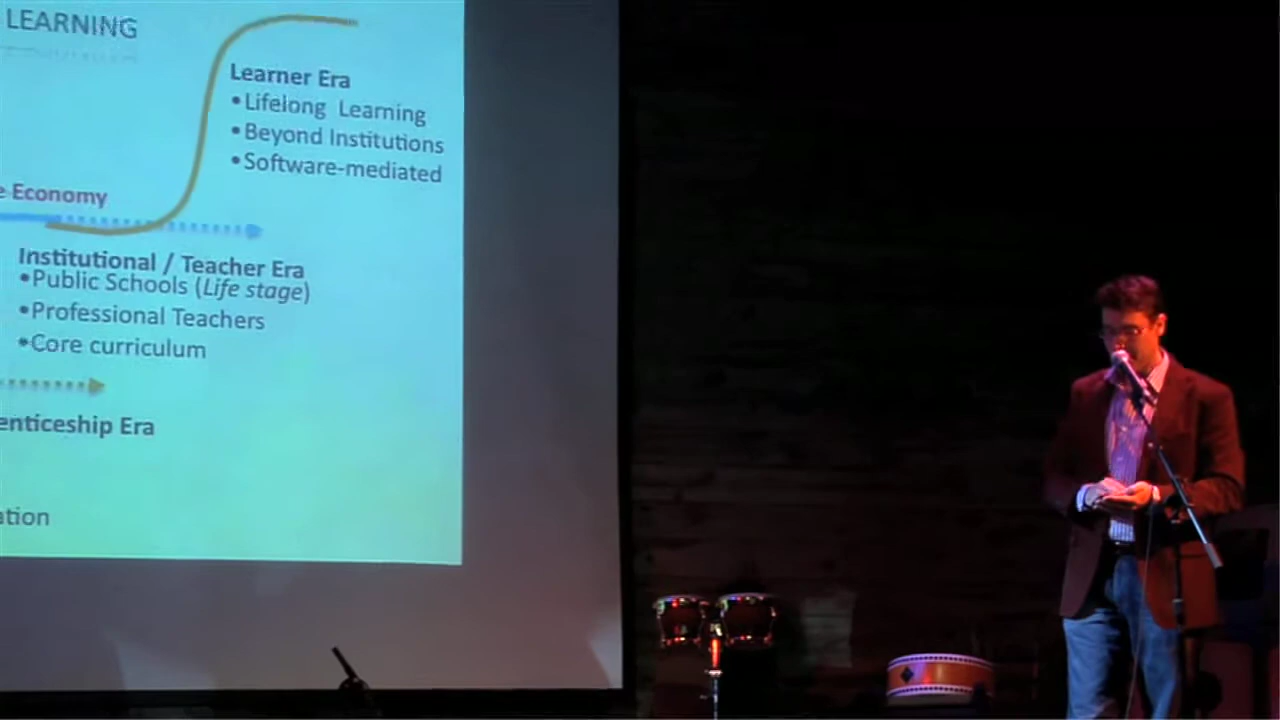 LEARNING
Learner Era
•Lifelong Learning
•Beyond Institutions
•Software-mediated
e Economy
Institutional / Teacher Era
•Public Schools (Life stage)
•Professional Teachers
•Core curriculum
enticeship Era
ation